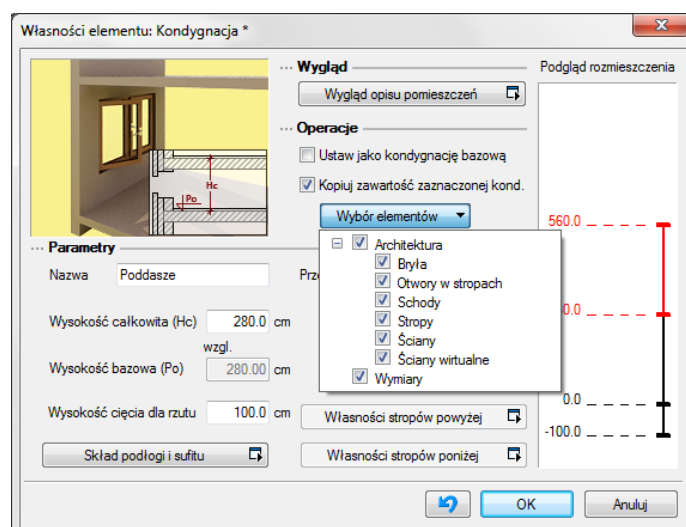 Własności elementu: Kondygnacja *
Wygląd
Podgląd rozmieszczenia
Wygląd opisu pomieszczeń
Operacje
Ustaw jako kondygnację bazową
Kopiuj zawartość zaznaczonej kond.
Wybór elementów
Hc
Po
Parametry
Nazwa Poddasze
Architektura
Bryła
Otwory w stropach
Schody
Stropy
Ściany
Ściany wirtualne
Wymiary
Wysokość całkowita (Hc) 280.0 cm
wzgl.
Wysokość bazowa (Po) 280.00 cm
Wysokość cięcia dla rzutu 100.0 cm
Własności stropów powyżej
Skład podłogi i sufitu
Własności stropów poniżej
560.0
0.0
-100.0
OK
Anuluj